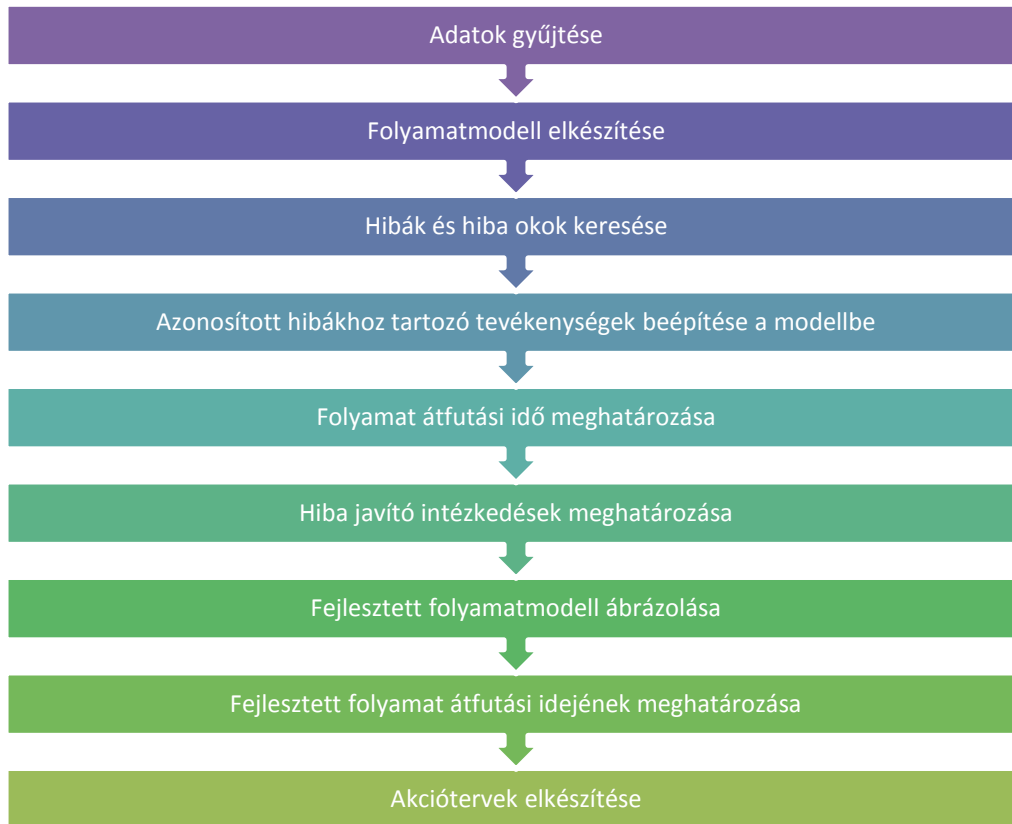 Adatok gyűjtése
Folyamatmodell elkészítése
Hibák és hiba okok keresése
Azonosított hibákhoz tartozó tevékenységek beépítése a modellbe
Folyamat átfutási idő meghatározása
Hiba javító intézkedések meghatározása
Fejlesztett folyamatmodell ábrázolása
Fejlesztett folyamat átfutási idejének meghatározása
Akciótervek elkészítése